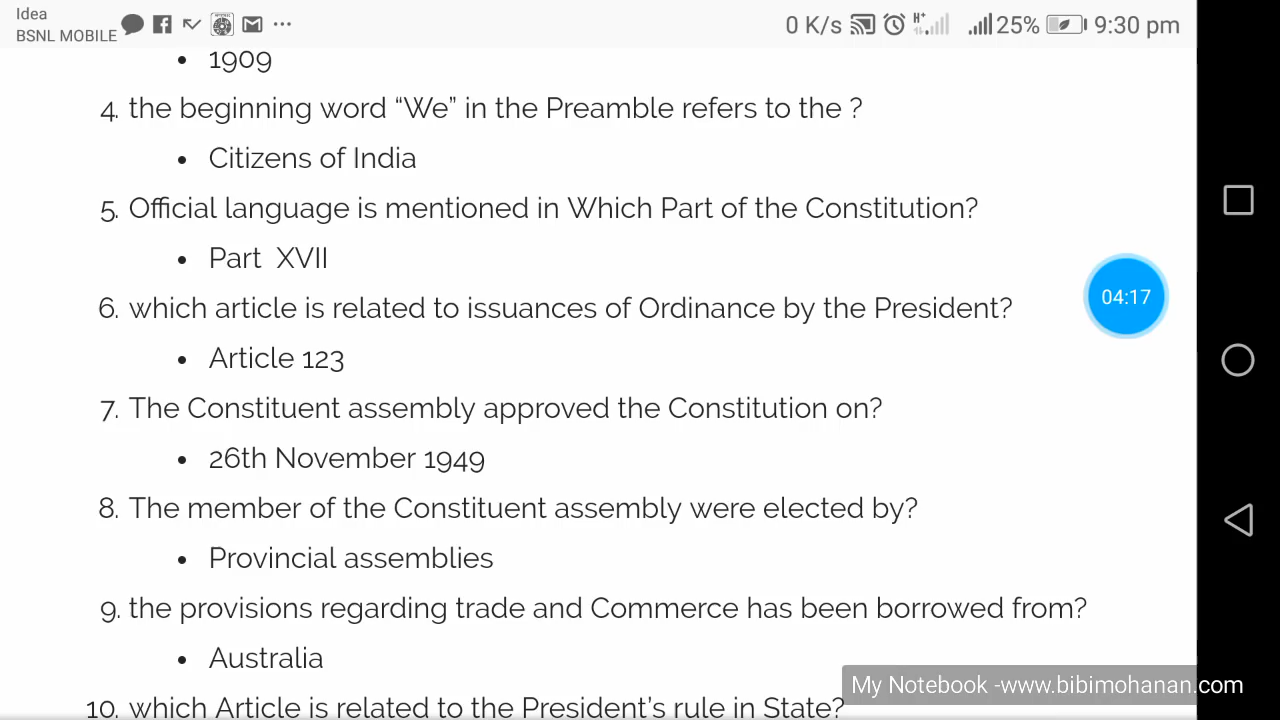 Idea
BSNL MOBILE
0 K/s 25% 9:30 pm
• 1909
4. the beginning word “We” in the Preamble refers to the ?
• Citizens of India
5. Official language is mentioned in Which Part of the Constitution?
• Part XVII
6. which article is related to issuances of Ordinance by the President?
• Article 123
04:17
7. The Constituent assembly approved the Constitution on?
• 26th November 1949
8. The member of the Constituent assembly were elected by?
• Provincial assemblies
9. the provisions regarding trade and Commerce has been borrowed from?
• Australia
My Notebook -www.bibimohanan.com
10. which Article is related to the President's rule in State?